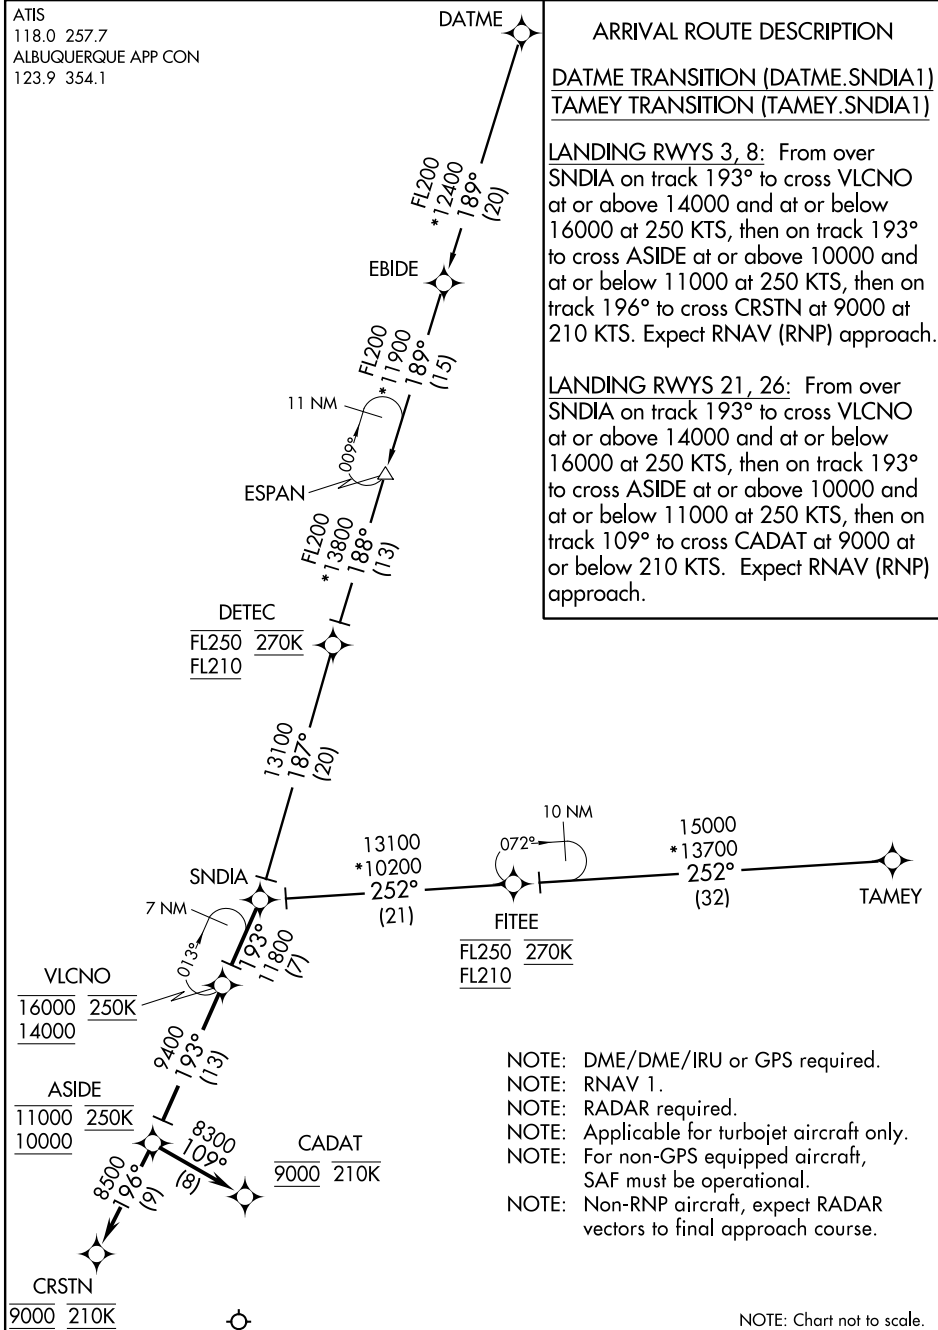 ATIS
118.0 257.7
ALBUQUERQUE APP CON
123.9 354.1
DATME
ARRIVAL ROUTE DESCRIPTION
DATME TRANSITION (DATME.SNDIA1)
TAMEY TRANSITION (TAMEY.SNDIA1)
LANDING RWYS 3, 8: From over
SNDIA on track 193° to cross VLCNO
at or above 14000 and at or below
16000 at 250 KTS, then on track 193°
to cross ASIDE at or above 10000 and
at or below 11000 at 250 KTS, then on
track 196° to cross CRSTN at 9000 at
210 KTS. Expect RNAV (RNP) approach.
LANDING RWYS 21, 26: From over
SNDIA on track 193° to cross VLCNO
at or above 14000 and at or below
16000 at 250 KTS, then on track 193°
to cross ASIDE at or above 10000 and
at or below 11000 at 250 KTS, then on
track 109° to cross CADAT at 9000 at
or below 210 KTS. Expect RNAV (RNP)
approach.
FL200
*12400
189°
(20)
EBIDE
FL200
*11900
189°
(15)
11 NM
009°
ESPAN
FL200
*13800
188°
(13)
DETEC
FL250 270K
FL210
13100
187°
(20)
10 NM
072°
15000
*13700
252°
(32)
TAMEY
13100
*10200
252°
(21)
FITEE
FL250 270K
FL210
SNDIA
7 NM
013°
193°
11800
(7)
VLCNO
16000 250K
14000
9400
193°
(13)
ASIDE
11000 250K
10000
8300
109°
(8)
CADAT
9000 210K
8500
196°
(9)
CRSTN
9000 210K
NOTE: DME/DME/IRU or GPS required.
NOTE: RNAV 1.
NOTE: RADAR required.
NOTE: Applicable for turbojet aircraft only.
NOTE: For non-GPS equipped aircraft,
SAF must be operational.
NOTE: Non-RNP aircraft, expect RADAR
vectors to final approach course.
NOTE: Chart not to scale.